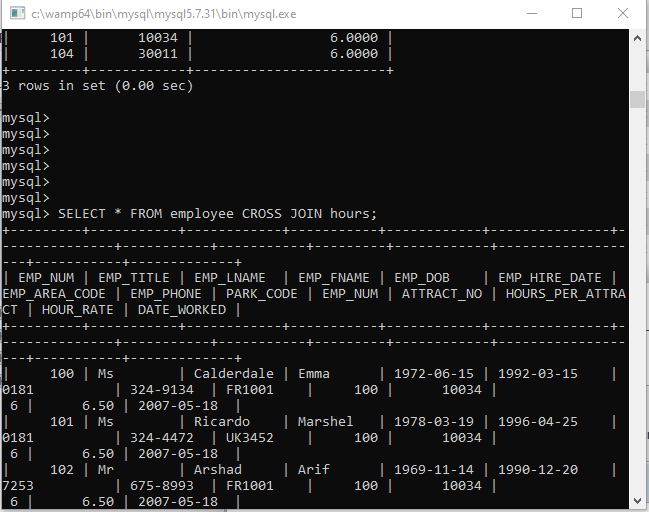 c:\wamp64\bin\mysql\mysql5.7.31\bin\mysql.exe
|     101 |      10034 |                  6.0000 |
|     104 |      30011 |                  6.0000 |
+---------+------------+-------------------------+
3 rows in set (0.00 sec)
mysql>
mysql>
mysql>
mysql>
mysql>
mysql>
mysql> SELECT * FROM employee CROSS JOIN hours;
+---------+-----------+------------+-----------+------------+---------------+-
--------------+-----------+-----------+---------+------------+----------------
---+-----------+-------------+
| EMP_NUM | EMP_TITLE | EMP_LNAME  | EMP_FNAME | EMP_DOB    | EMP_HIRE_DATE |
EMP_AREA_CODE | EMP_PHONE | PARK_CODE | EMP_NUM | ATTRACT_NO | HOURS_PER_ATTRA
CT | HOUR_RATE | DATE_WORKED |
+---------+-----------+------------+-----------+------------+---------------+-
--------------+-----------+-----------+---------+------------+----------------
---+-----------+-------------+
|     100 | Ms        | Calderdale | Emma      | 1972-06-15 | 1992-03-15    |
0181          | 324-9134  | FR1001    |     100 |      10034 |
 6 |      6.50 | 2007-05-18  |
|     101 | Ms        | Ricardo    | Marshel   | 1978-03-19 | 1996-04-25    |
0181          | 324-4472  | UK3452    |     100 |      10034 |
 6 |      6.50 | 2007-05-18  |
|     102 | Mr        | Arshad     | Arif      | 1969-11-14 | 1990-12-20    |
7253          | 675-8993  | FR1001    |     100 |      10034 |
 6 |      6.50 | 2007-05-18  |